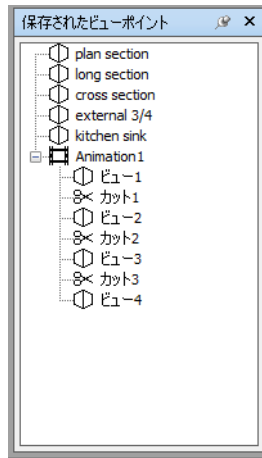 保存されたビューポイント
plan section
long section
cross section
external 3/4
kitchen sink
Animation1
ビュー1
カット1
ビュー2
カット2
ビュー3
カット3
ビュー4